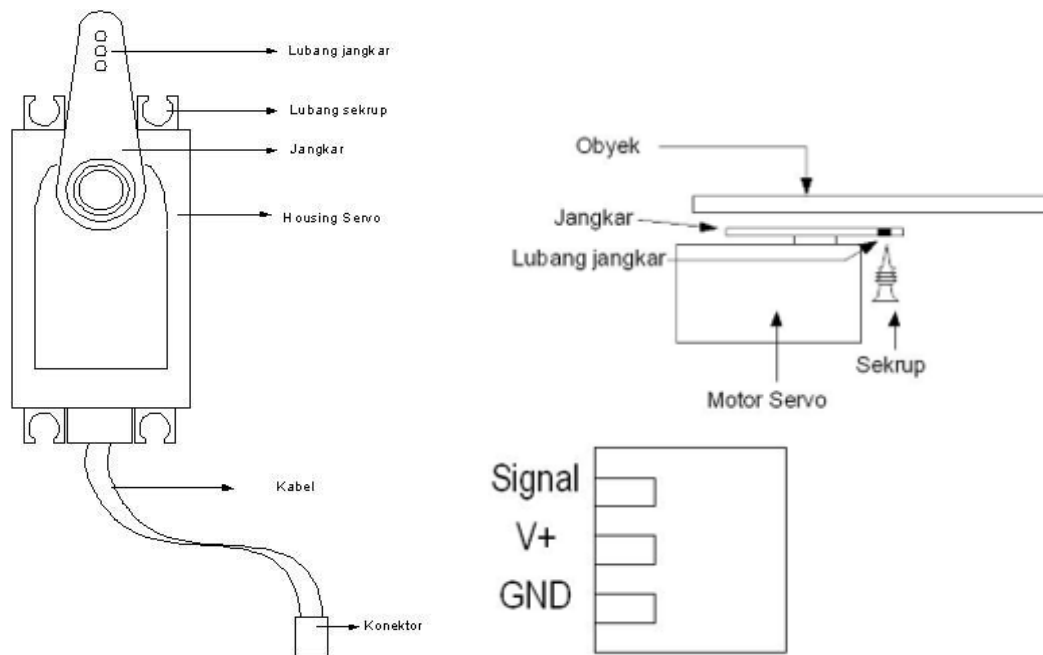 Lubang jangkar
Lubang sekrup
Jangkar
Housing Servo
Kabel
Konektor
Obyek
Jangkar
Lubang jangkar
Sekrup
Motor Servo
Signal
V+
GND